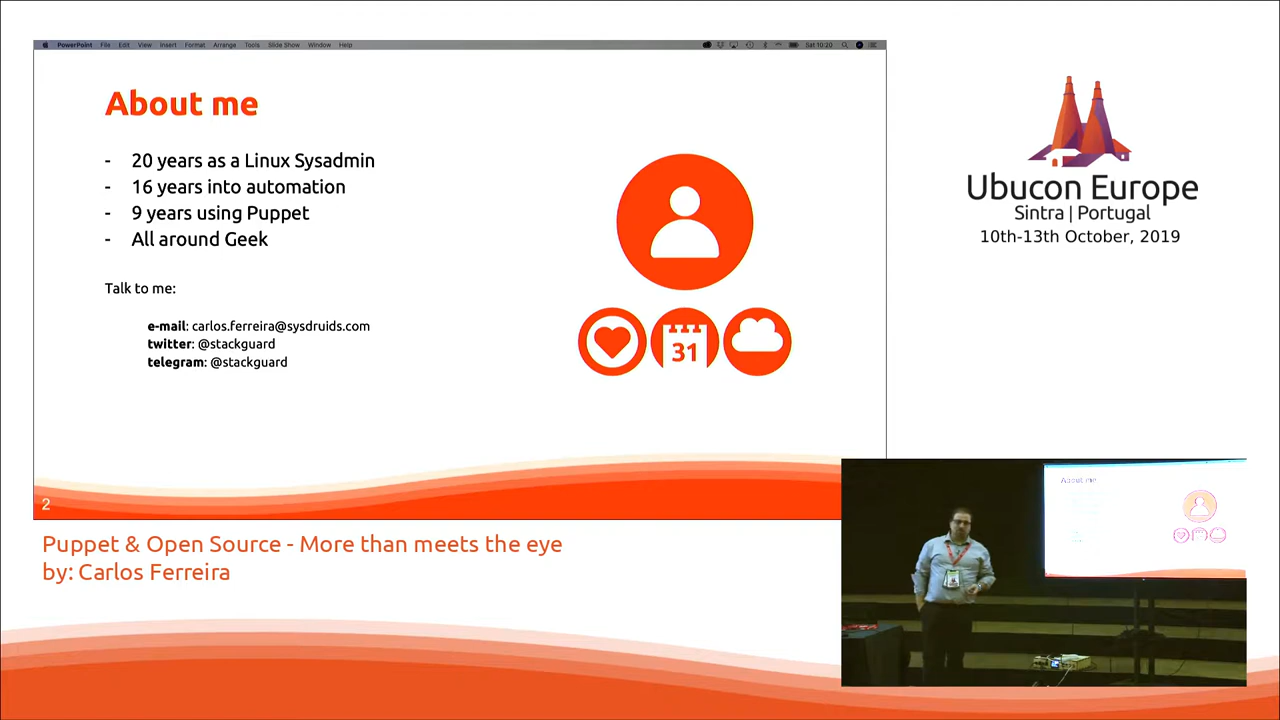 PowerPoint File Edit View Insert Format Arrange Tools Slide Show Window Help Sat 10:20
About me
- 20 years as a Linux Sysadmin
- 16 years into automation
- 9 years using Puppet
- All around Geek
Talk to me:
e-mail: carlos.ferreira@sysdruids.com
twitter: @stackguard
telegram: @stackguard
31
2
Ubucon Europe
Sintra | Portugal
10th-13th October, 2019
About me
Puppet & Open Source - More than meets the eye
by: Carlos Ferreira